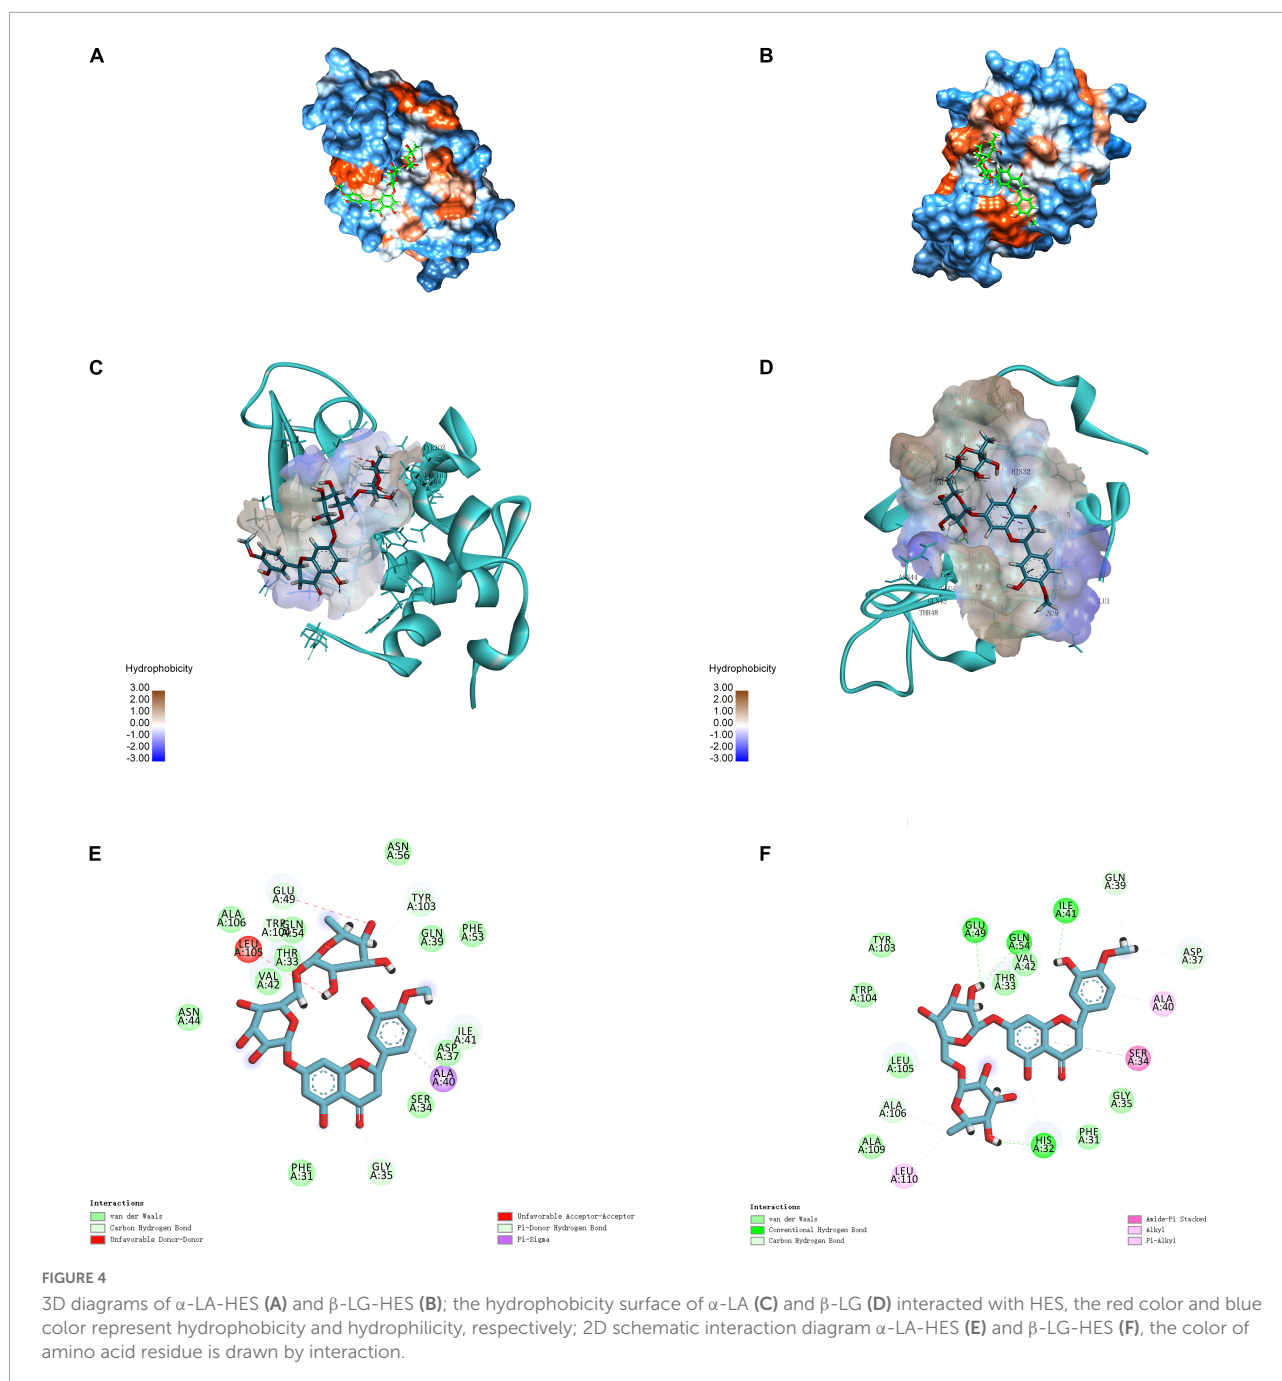 A
B
C
TYR103
D
HIS32
GLN43
THR48
Hydrophobicity
3.00
2.00
1.00
0.00
-1.00
-2.00
-3.00
Hydrophobicity
3.00
2.00
1.00
0.00
-1.00
-2.00
-3.00
E
ASN
A:56
GLU
A:49
TYR
A:103
ALA
A:106
GLN
A:54
GLN
A:39
PHE
A:53
LEU
A:105
THR
A:33
VAL
A:42
ASN
A:44
ILE
A:41
ASP
A:37
ALA
A:40
SER
A:34
PHE
A:31
GLY
A:35
Interactions
van der Waals
Carbon Hydrogen Bond
Unfavorable Donor-Donor
Unfavorable Acceptor-Acceptor
Pi-Donor Hydrogen Bond
Pi-Sigma
F
GLN
A:39
ILE
A:41
GLU
A:49
GLN
A:54
TYR
A:103
VAL
A:42
ASP
A:37
THR
A:33
TRP
A:104
ALA
A:40
LEU
A:105
SER
A:34
ALA
A:106
GLY
A:35
ALA
A:109
HIS
A:32
PHE
A:31
LEU
A:110
Interactions
van der Waals
Conventional Hydrogen Bond
Carbon Hydrogen Bond
Amide-Pi Stacked
Alkyl
Pi-Alkyl
FIGURE 4
3D diagrams of α-LA-HES (A) and β-LG-HES (B); the hydrophobicity surface of α-LA (C) and β-LG (D) interacted with HES, the red color and blue
color represent hydrophobicity and hydrophilicity, respectively; 2D schematic interaction diagram α-LA-HES (E) and β-LG-HES (F), the color of
amino acid residue is drawn by interaction.